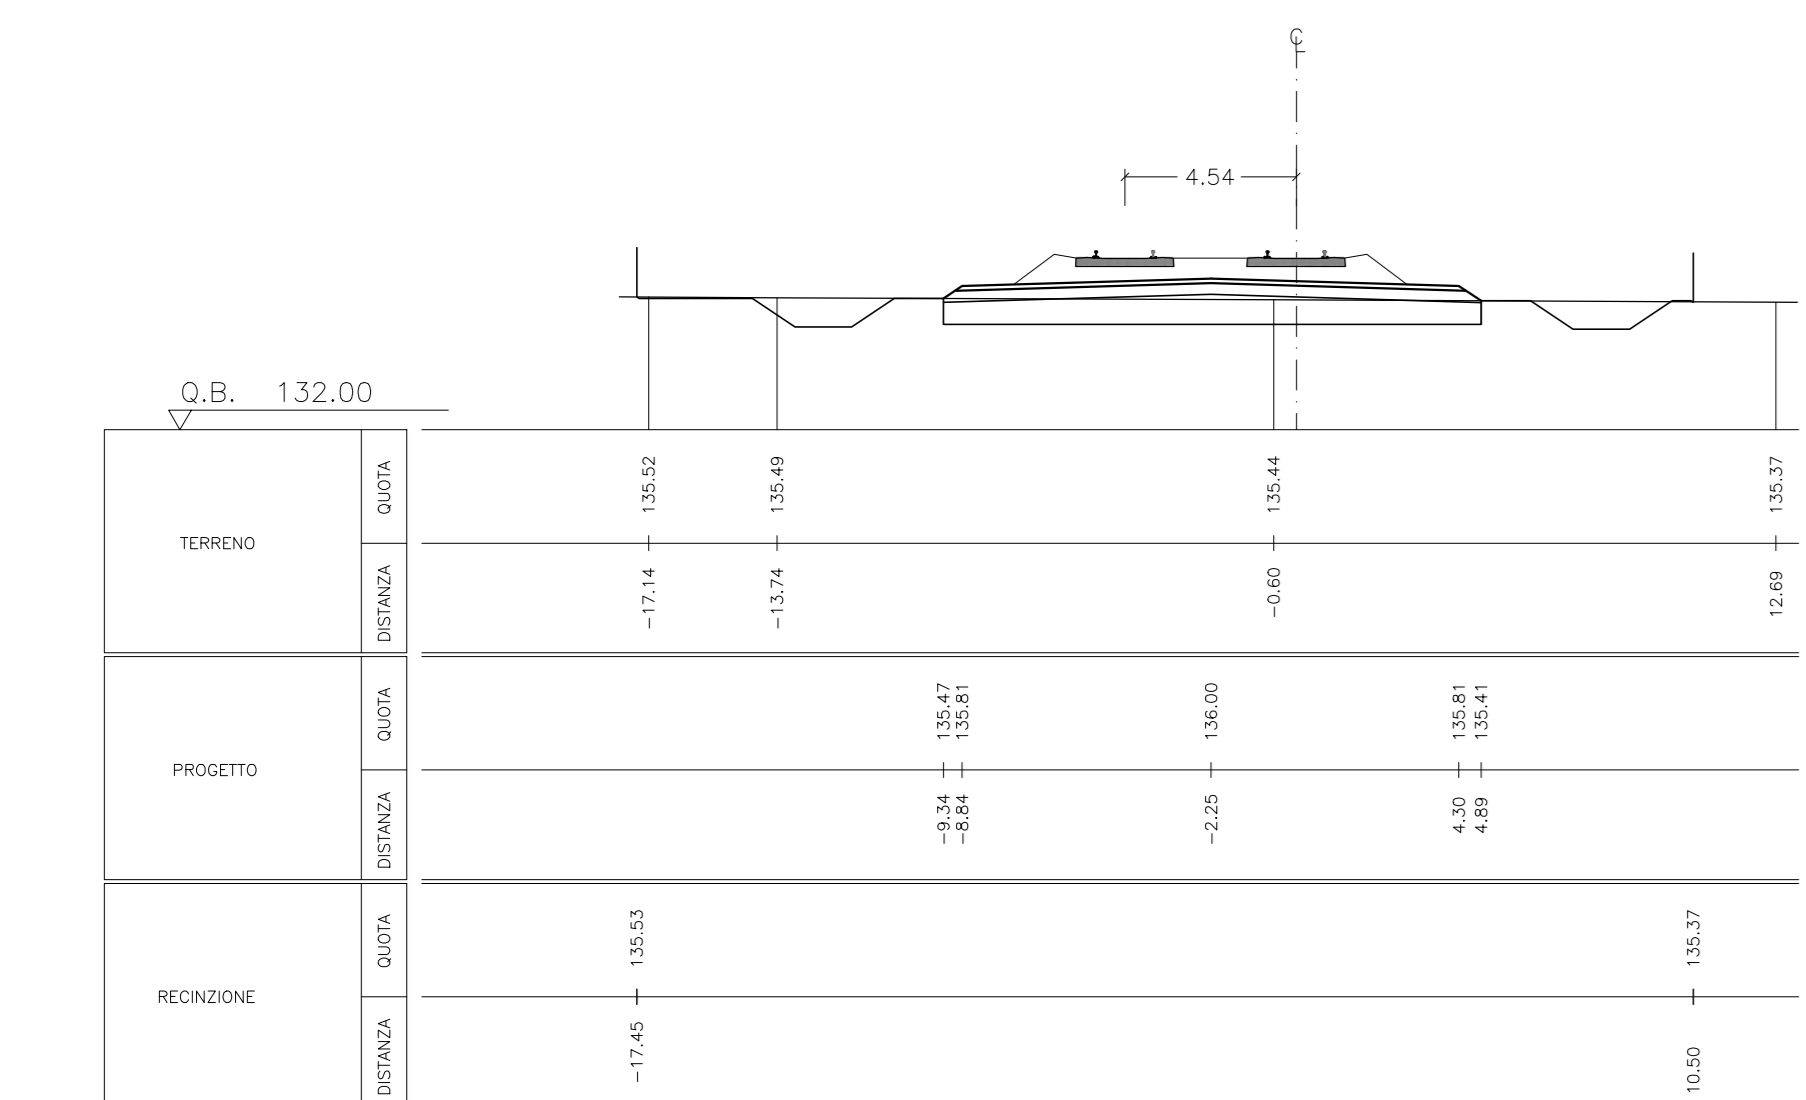 ℄
4.54
Q.B. 132.00
TERRENO
QUOTA
135.52 135.49 135.44 135.37
DISTANZA
-17.14 -13.74 -0.60 12.69
PROGETTO
QUOTA
135.47 135.81 136.00 135.81 135.41
DISTANZA
-9.34 -8.84 -2.25 4.30 4.89
RECINZIONE
QUOTA
135.53 135.37
DISTANZA
-17.45 10.50